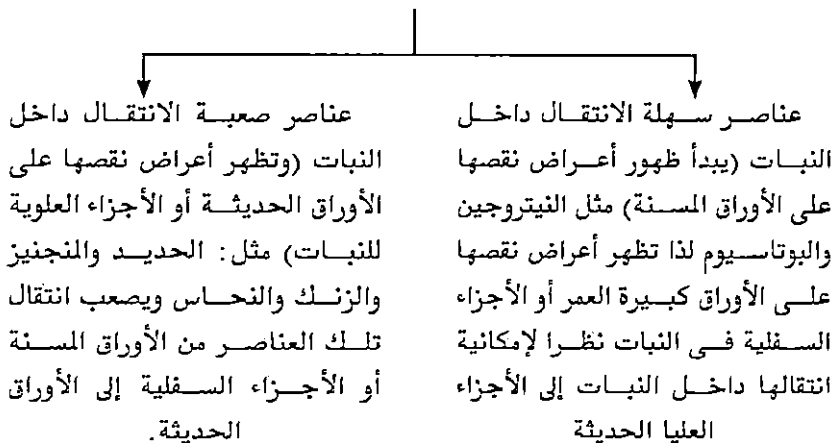 عناصر سهلة الانتقال داخل
النبات (يبدأ ظهور أعراض نقصها
على الأوراق المسنة) مثل النيتروجين
والبوتاسيوم لذا تظهر أعراض نقصها
على الأوراق كبيرة العمر أو الأجزاء
السفلية فى النبات نظرا لإمكانية
انتقالها داخل النبات إلى الأجزاء
العليا الحديثة
عناصر صعبة الانتقال داخل
النبات (وتظهر أعراض نقصها على
الأوراق الحديثة أو الأجزاء العلوية
للنبات) مثل: الحديد والمنجنيز
والزنك والنحاس ويصعب انتقال
تلك العناصر من الأوراق المسنة
أو الأجزاء السفلية إلى الأوراق
الحديثة.